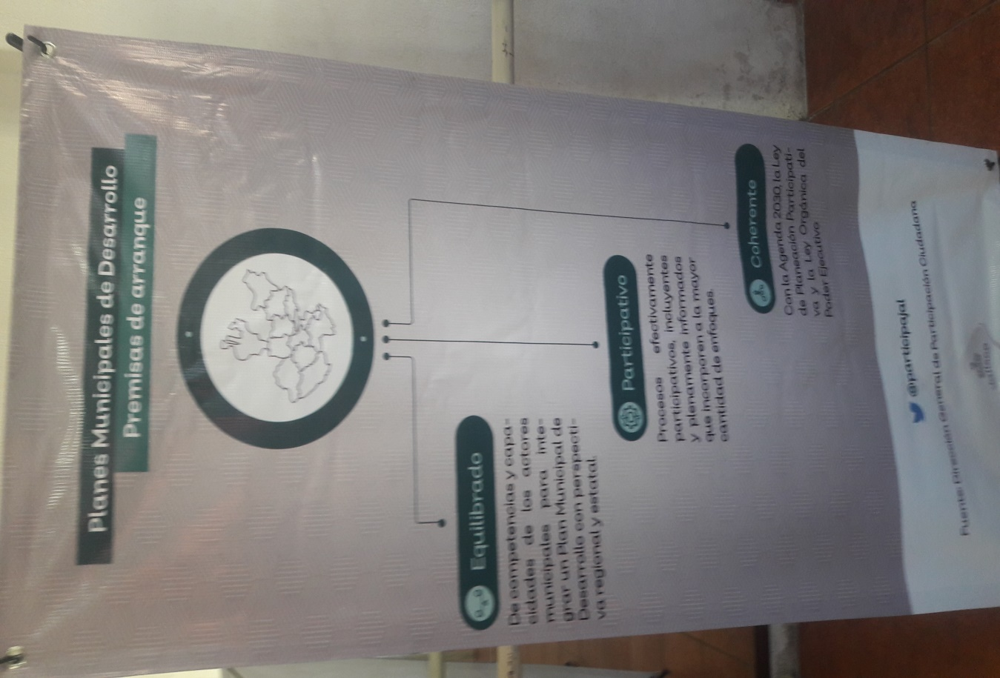 Planes Municipales de Desarrollo
Premisas de arranque
Equilibrado
De competencias y capa-
cidades de los actores
municipales para inte-
grar un Plan Municipal de
Desarrollo con perspecti-
va regional y estatal.
Participativo
Procesos efectivamente
participativos, incluyentes
y plenamente informados
que incorporen a la mayor
cantidad de enfoques.
Coherente
Con la Agenda 2030, la Ley
de Planeación Participati-
va y la Ley Orgánica del
Poder Ejecutivo
@participajal
Fuente: Dirección General de Participación Ciudadana
Jalisco